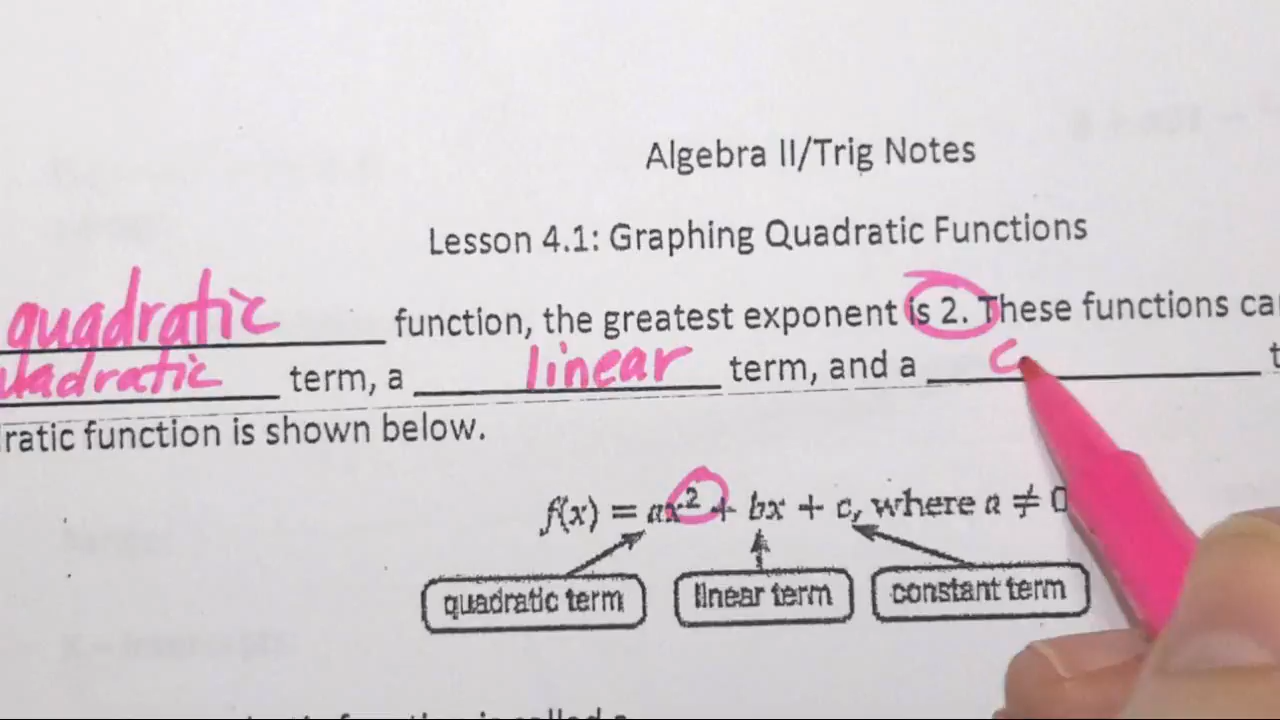 Algebra II/Trig Notes
Lesson 4.1: Graphing Quadratic Functions
quadratic function, the greatest exponent is 2. These functions ca
uadratic term, a linear term, and a c t
ratic function is shown below.
f(x) = ax² + bx + c, where a ≠ 0
quadratic term linear term constant term